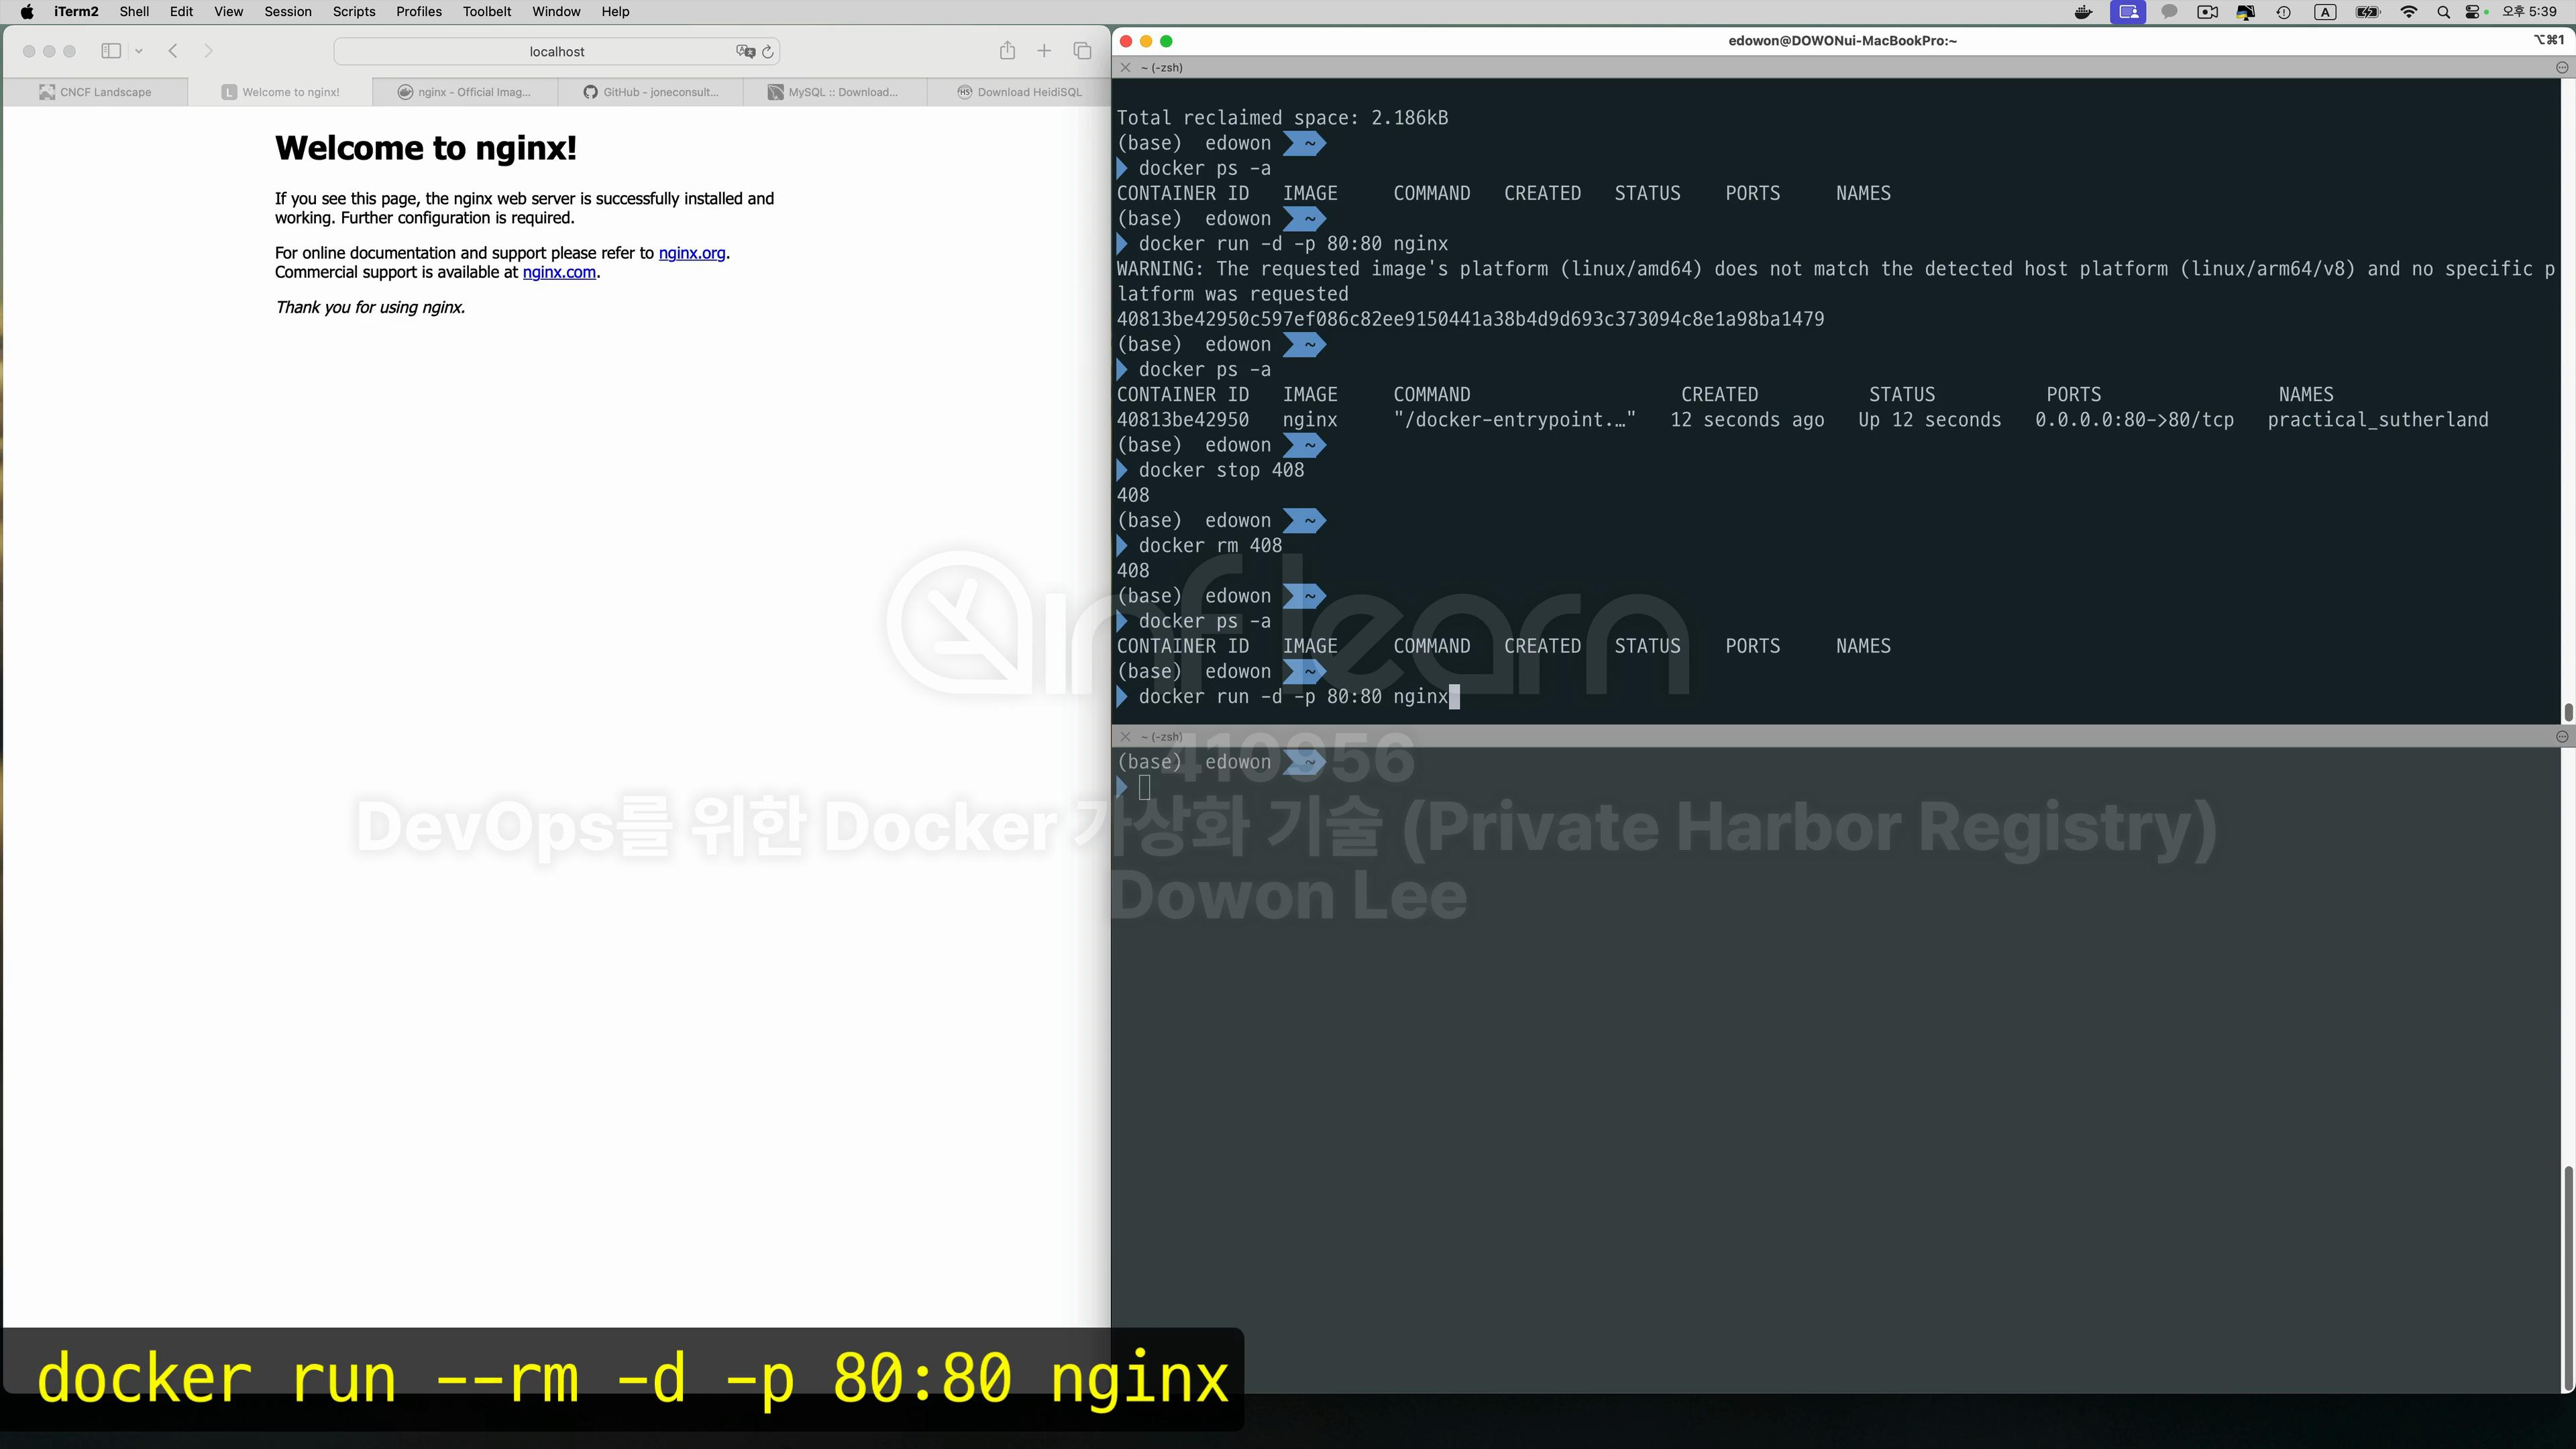 iTerm2 Shell Edit View Session Scripts Profiles Toolbelt Window Help
A 오후 5:39
localhost
CNCF Landscape
L Welcome to nginx!
nginx - Official Imag...
GitHub - joneconsult...
MySQL :: Download...
HS Download HeidiSQL
Welcome to nginx!
If you see this page, the nginx web server is successfully installed and
working. Further configuration is required.
For online documentation and support please refer to nginx.org.
Commercial support is available at nginx.com.
Thank you for using nginx.
edowon@DOWONui-MacBookPro:~
⌥⌘1
~ (-zsh)
Total reclaimed space: 2.186kB
(base) edowon ~
docker ps -a
CONTAINER ID IMAGE COMMAND CREATED STATUS PORTS NAMES
(base) edowon ~
docker run -d -p 80:80 nginx
WARNING: The requested image's platform (linux/amd64) does not match the detected host platform (linux/arm64/v8) and no specific p
latform was requested
40813be42950c597ef086c82ee9150441a38b4d9d693c373094c8e1a98ba1479
(base) edowon ~
docker ps -a
CONTAINER ID IMAGE COMMAND CREATED STATUS PORTS NAMES
40813be42950 nginx "/docker-entrypoint.…" 12 seconds ago Up 12 seconds 0.0.0.0:80->80/tcp practical_sutherland
(base) edowon ~
docker stop 408
408
(base) edowon ~
docker rm 408
408
(base) edowon ~
docker ps -a
CONTAINER ID IMAGE COMMAND CREATED STATUS PORTS NAMES
(base) edowon ~
docker run -d -p 80:80 nginx
~ (-zsh)
(base) edowon ~
inflearn
410956
DevOps를 위한 Docker 가상화 기술 (Private Harbor Registry)
Dowon Lee
docker run --rm -d -p 80:80 nginx